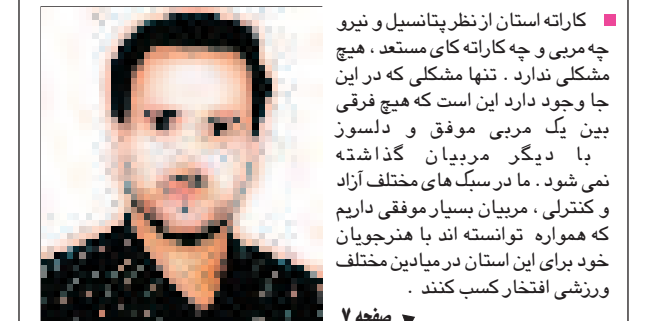 کاراته استان از نظر پتانسیل و نیرو
چه مربی و چه کاراته کای مستعد ، هیچ
مشکلی ندارد . تنها مشکلی که در این
جا وجود دارد این است که هیچ فرقی
بین یک مربی موفق و دلسوز
با دیگر مربیان گذاشته
نمی شود . ما در سبک های مختلف آزاد
و کنترلی ، مربیان بسیار موفقی داریم
که همواره توانسته اند با هنرجویان
خود برای این استان در میادین مختلف
ورزشی افتخار کسب کنند .
صفحه ۷